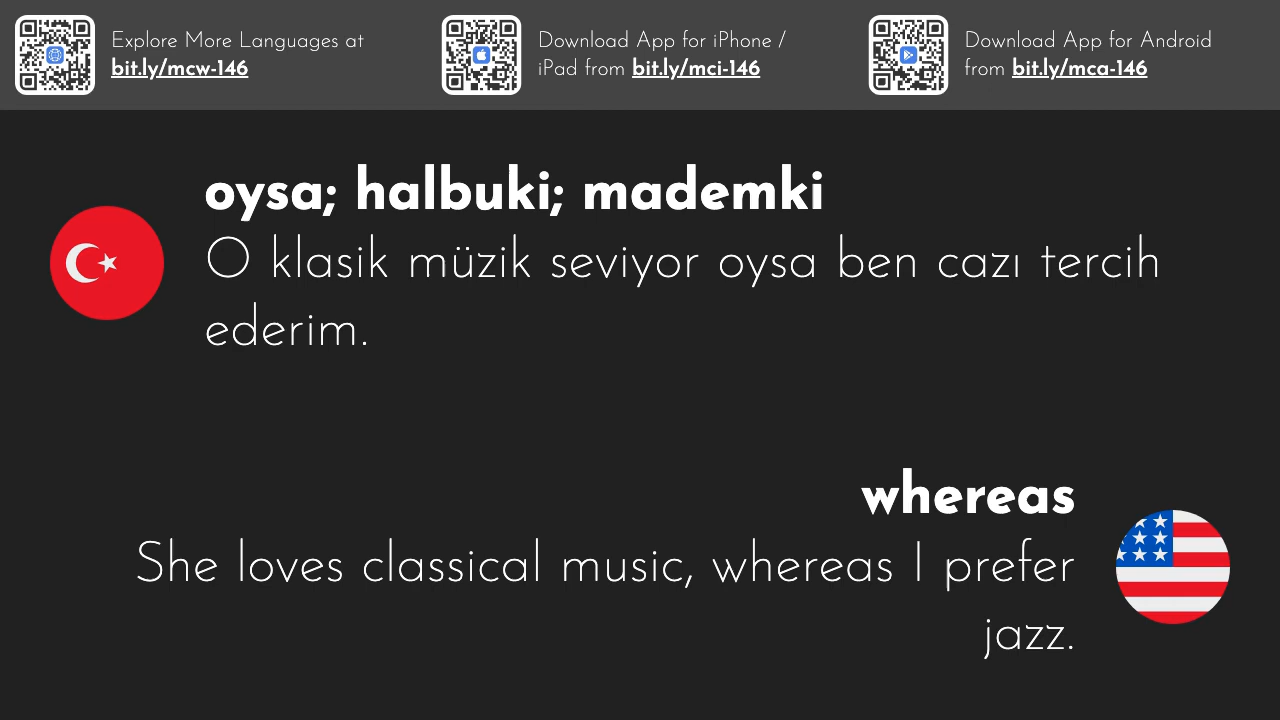 Explore More Languages at
bit.ly/mcw-146
Download App for iPhone /
iPad from bit.ly/mci-146
Download App for Android
from bit.ly/mca-146
oysa; halbuki; mademki
O klasik müzik seviyor oysa ben cazı tercih
ederim.
whereas
She loves classical music, whereas I prefer
jazz.